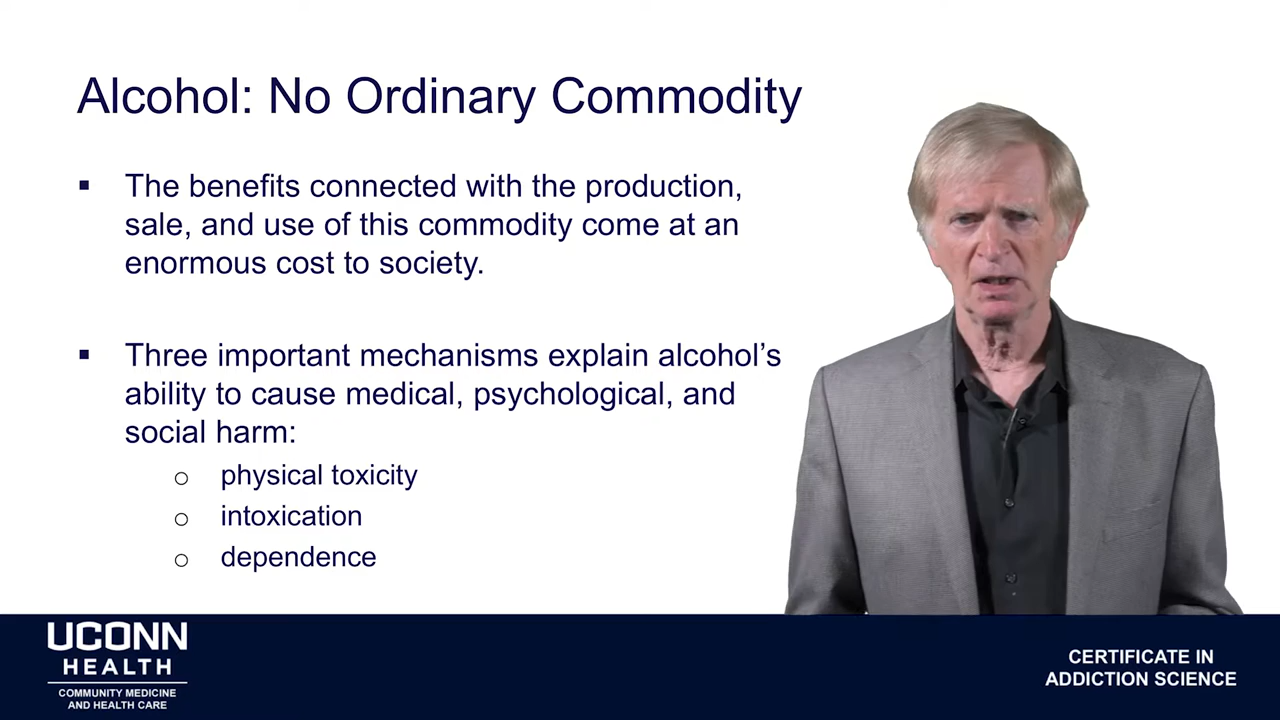 Alcohol: No Ordinary Commodity
▪ The benefits connected with the production,
sale, and use of this commodity come at an
enormous cost to society.
▪ Three important mechanisms explain alcohol’s
ability to cause medical, psychological, and
social harm:
o physical toxicity
o intoxication
o dependence
UCONN
HEALTH
COMMUNITY MEDICINE
AND HEALTH CARE
CERTIFICATE IN
ADDICTION SCIENCE